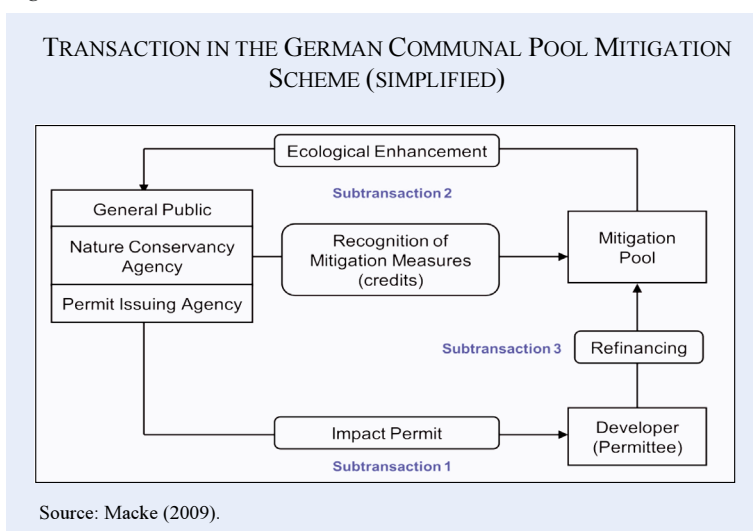 TRANSACTION IN THE GERMAN COMMUNAL POOL MITIGATION
SCHEME (SIMPLIFIED)
Ecological Enhancement
Subtransaction 2
General Public
Nature Conservancy
Agency
Permit Issuing Agency
Recognition of
Mitigation Measures
(credits)
Mitigation
Pool
Subtransaction 3
Refinancing
Impact Permit
Subtransaction 1
Developer
(Permittee)
Source: Macke (2009).